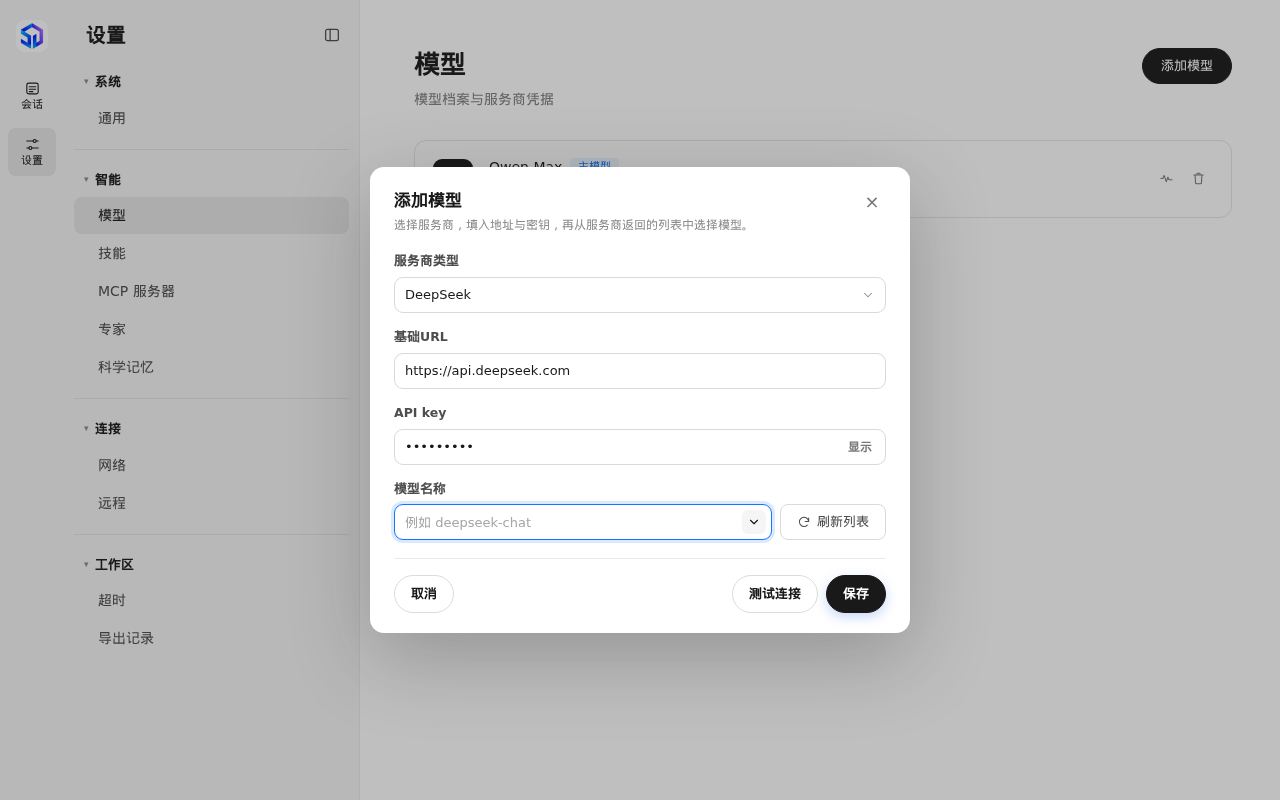 设置
会话
设置
系统
通用
智能
模型
技能
MCP 服务器
专家
科学记忆
连接
网络
远程
工作区
超时
导出记录
模型
添加模型
模型档案与服务商凭据
Qwen Max 主模型
添加模型
选择服务商，填入地址与密钥，再从服务商返回的列表中选择模型。
服务商类型
DeepSeek
基础URL
https://api.deepseek.com
API key
•••••••••
显示
模型名称
例如 deepseek-chat
刷新列表
取消
测试连接
保存